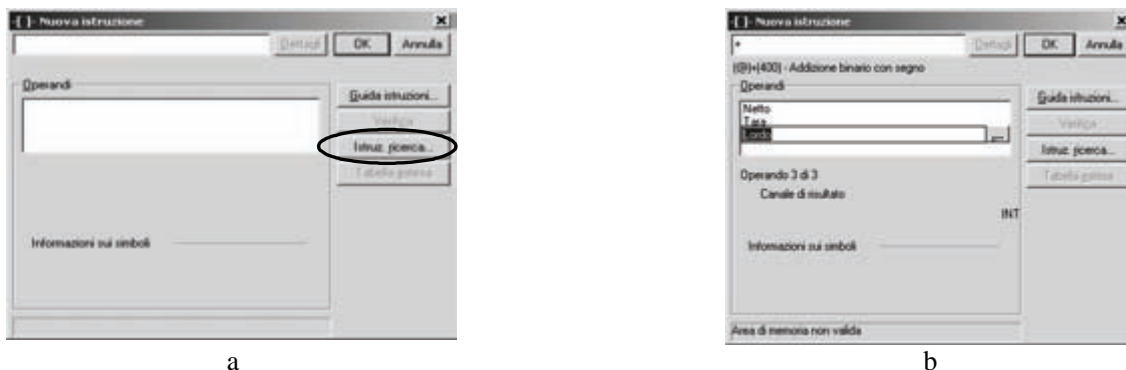 -[ ]- Nuova istruzione
Dettagli OK Annulla
Operandi
Guida istruzioni...
Verifica
Istruz. ricerca...
Tabella estesa
Informazioni sui simboli
a
-[ ]- Nuova istruzione
+
Dettagli OK Annulla
(@)+(400) - Addizione binario con segno
Operandi
Netto
Tara
Lordo
...
Guida istruzioni...
Verifica
Istruz. ricerca...
Tabella estesa
Operando 3 di 3
Canale di risultato
INT
Informazioni sui simboli
Area di memoria non valida
b